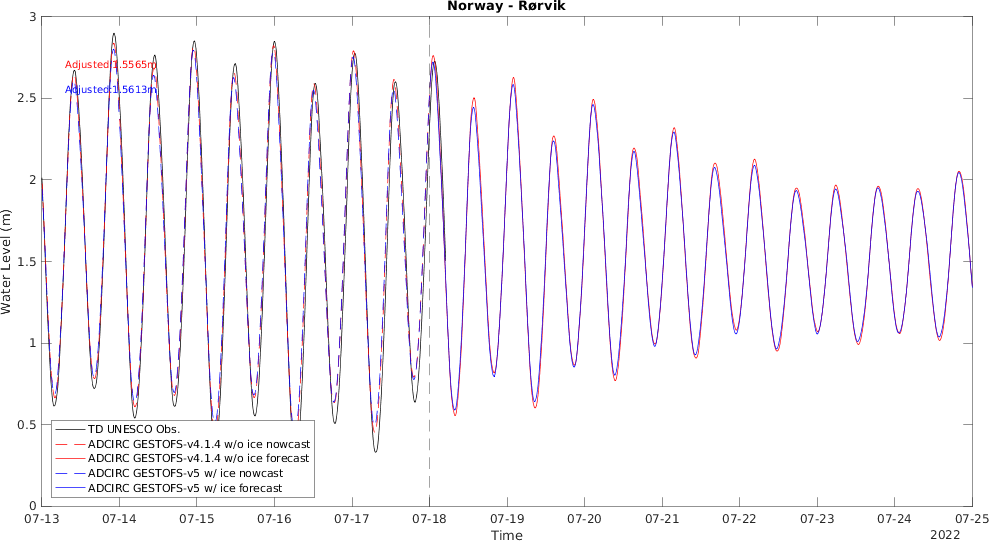 Norway - Rørvik
3
2.5
2
1.5
1
0.5
0
Water Level (m)
Adjusted:1.5565m
Adjusted:1.5613m
TD UNESCO Obs.
ADCIRC GESTOFS-v4.1.4 w/o ice nowcast
ADCIRC GESTOFS-v4.1.4 w/o ice forecast
ADCIRC GESTOFS-v5 w/ ice nowcast
ADCIRC GESTOFS-v5 w/ ice forecast
07-13 07-14 07-15 07-16 07-17 07-18 07-19 07-20 07-21 07-22 07-23 07-24 07-25
Time
2022